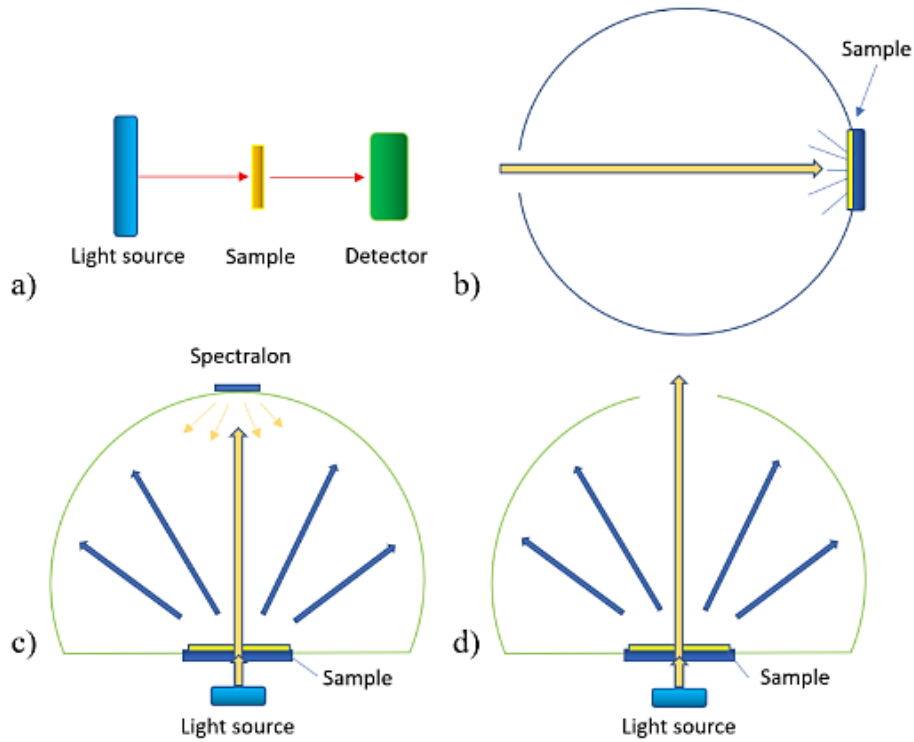 Light source
Sample
Detector
a)
Sample
b)
Spectralon
c)
Sample
Light source
d)
Sample
Light source